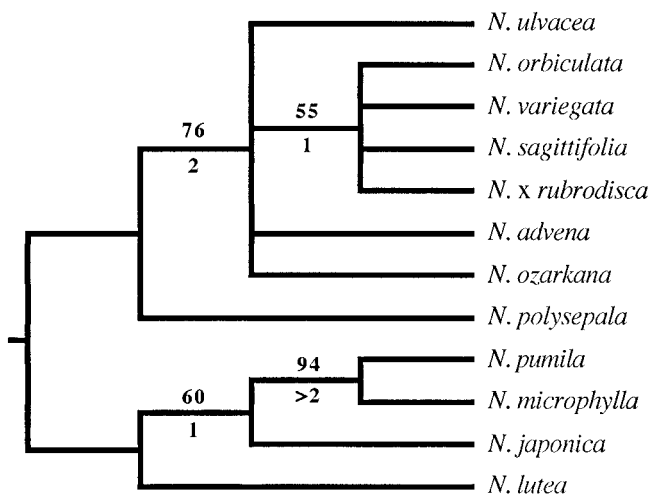 N. ulvacea
N. orbiculata
55
N. variegata
76
1
N. sagittifolia
2
N. x rubrodisca
N. advena
N. ozarkana
N. polysepala
94
N. pumila
60
>2
N. microphylla
1
N. japonica
N. lutea